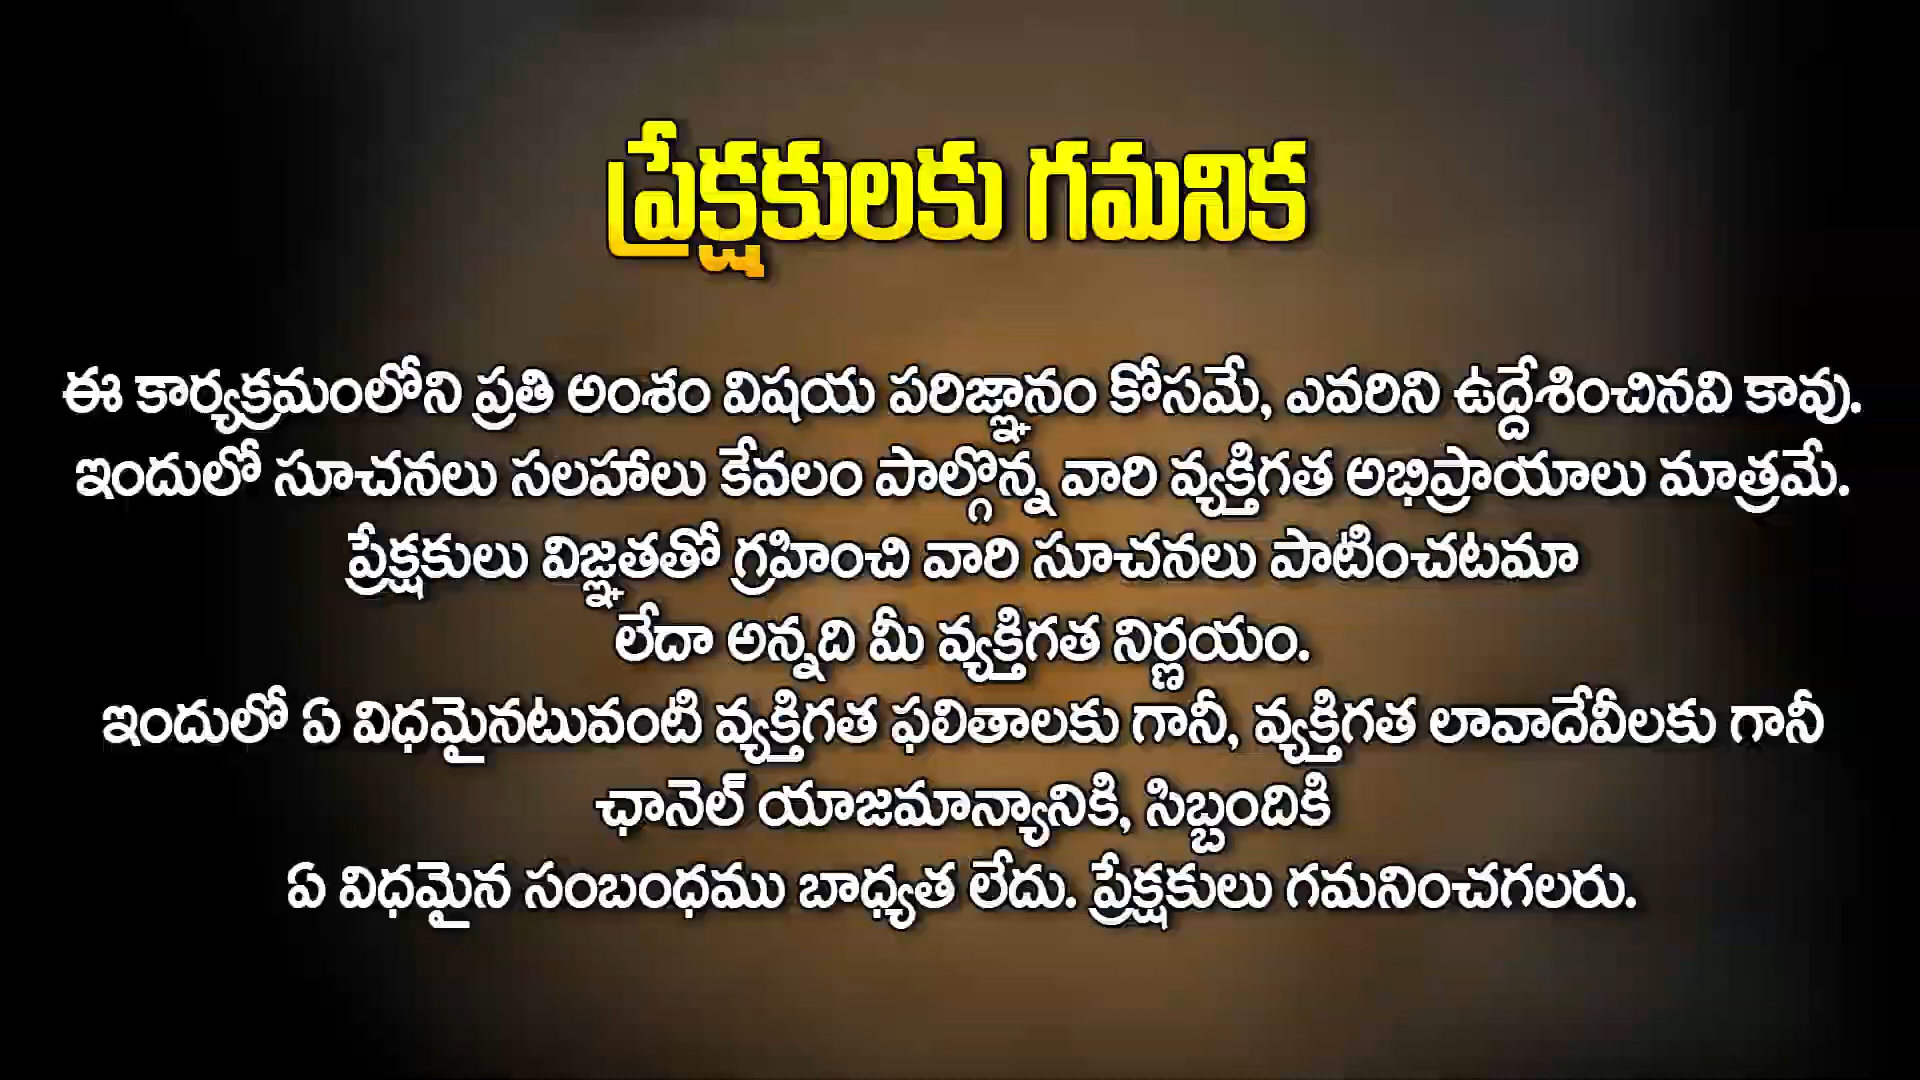 ప్రేక్షకులకు గమనిక
ఈ కార్యక్రమంలోని ప్రతి అంశం విషయ పరిజ్ఞానం కోసమే, ఎవరిని ఉద్దేశించినవి కావు.
ఇందులో సూచనలు సలహాలు కేవలం పాల్గొన్న వారి వ్యక్తిగత అభిప్రాయాలు మాత్రమే.
ప్రేక్షకులు విజ్ఞతతో గ్రహించి వారి సూచనలు పాటించటమా
లేదా అన్నది మీ వ్యక్తిగత నిర్ణయం.
ఇందులో ఏ విధమైనటువంటి వ్యక్తిగత ఫలితాలకు గానీ, వ్యక్తిగత లావాదేవీలకు గానీ
ఛానెల్ యాజమాన్యానికి, సిబ్బందికి
ఏ విధమైన సంబంధము బాధ్యత లేదు. ప్రేక్షకులు గమనించగలరు.